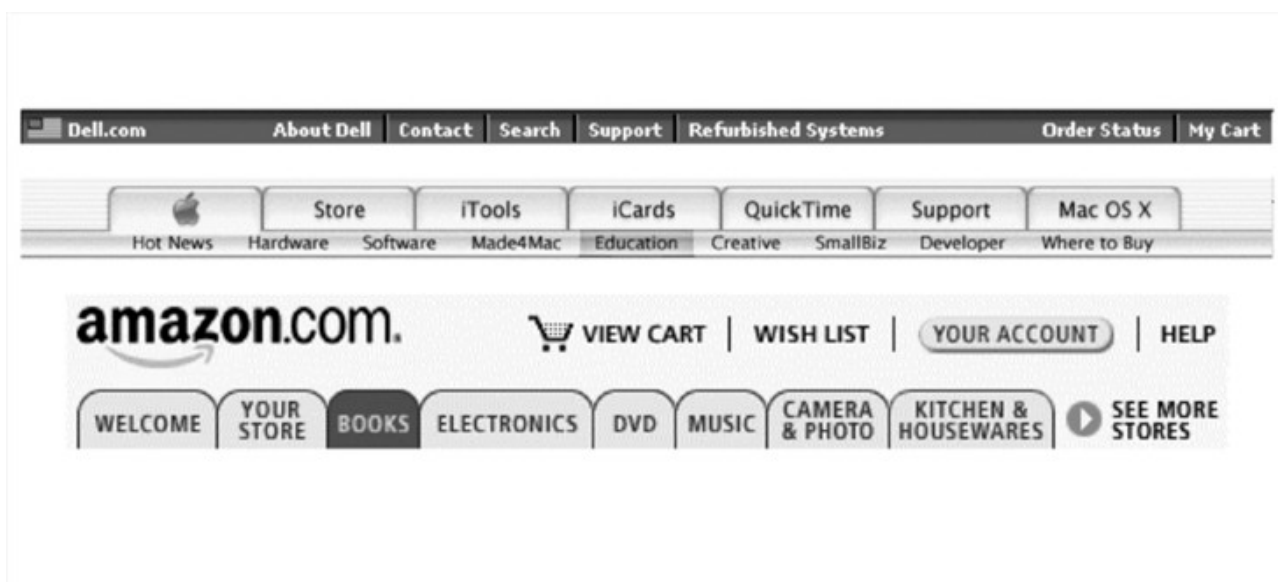 Dell.com About Dell Contact Search Support Refurbished Systems Order Status My Cart
Store iTools iCards QuickTime Support Mac OS X
Hot News Hardware Software Made4Mac Education Creative SmallBiz Developer Where to Buy
amazon.com. VIEW CART WISH LIST YOUR ACCOUNT HELP
WELCOME YOUR STORE BOOKS ELECTRONICS DVD MUSIC CAMERA & PHOTO KITCHEN & HOUSEWARES SEE MORE STORES